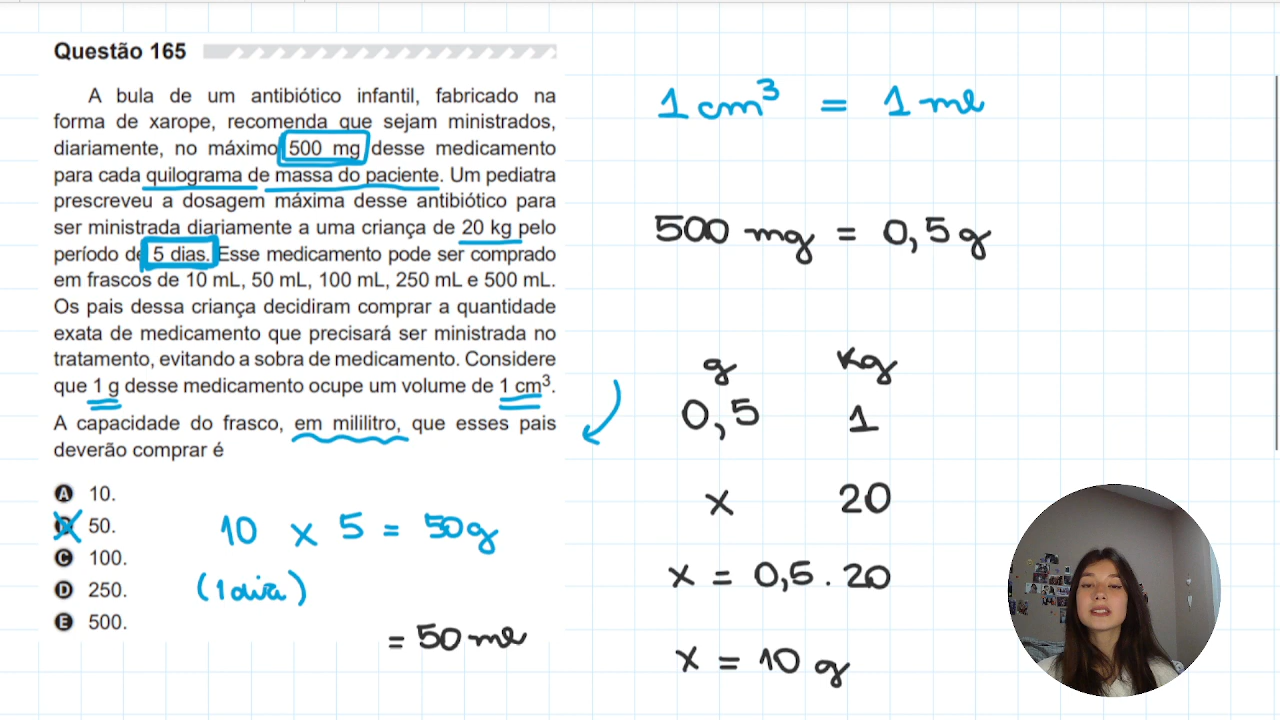 Questão 165
A bula de um antibiótico infantil, fabricado na
forma de xarope, recomenda que sejam ministrados,
diariamente, no máximo 500 mg desse medicamento
para cada quilograma de massa do paciente. Um pediatra
prescreveu a dosagem máxima desse antibiótico para
ser ministrada diariamente a uma criança de 20 kg pelo
período de 5 dias. Esse medicamento pode ser comprado
em frascos de 10 mL, 50 mL, 100 mL, 250 mL e 500 mL.
Os pais dessa criança decidiram comprar a quantidade
exata de medicamento que precisará ser ministrada no
tratamento, evitando a sobra de medicamento. Considere
que 1 g desse medicamento ocupe um volume de 1 cm³.
A capacidade do frasco, em mililitro, que esses pais
deverão comprar é
A 10.
50.
C 100.
D 250.
E 500.
10 x 5 = 50g
(1 dia)
= 50 ml
1 cm³ = 1 ml
500 mg = 0,5 g
g kg
0,5 1
x 20
x = 0,5 . 20
x = 10 g